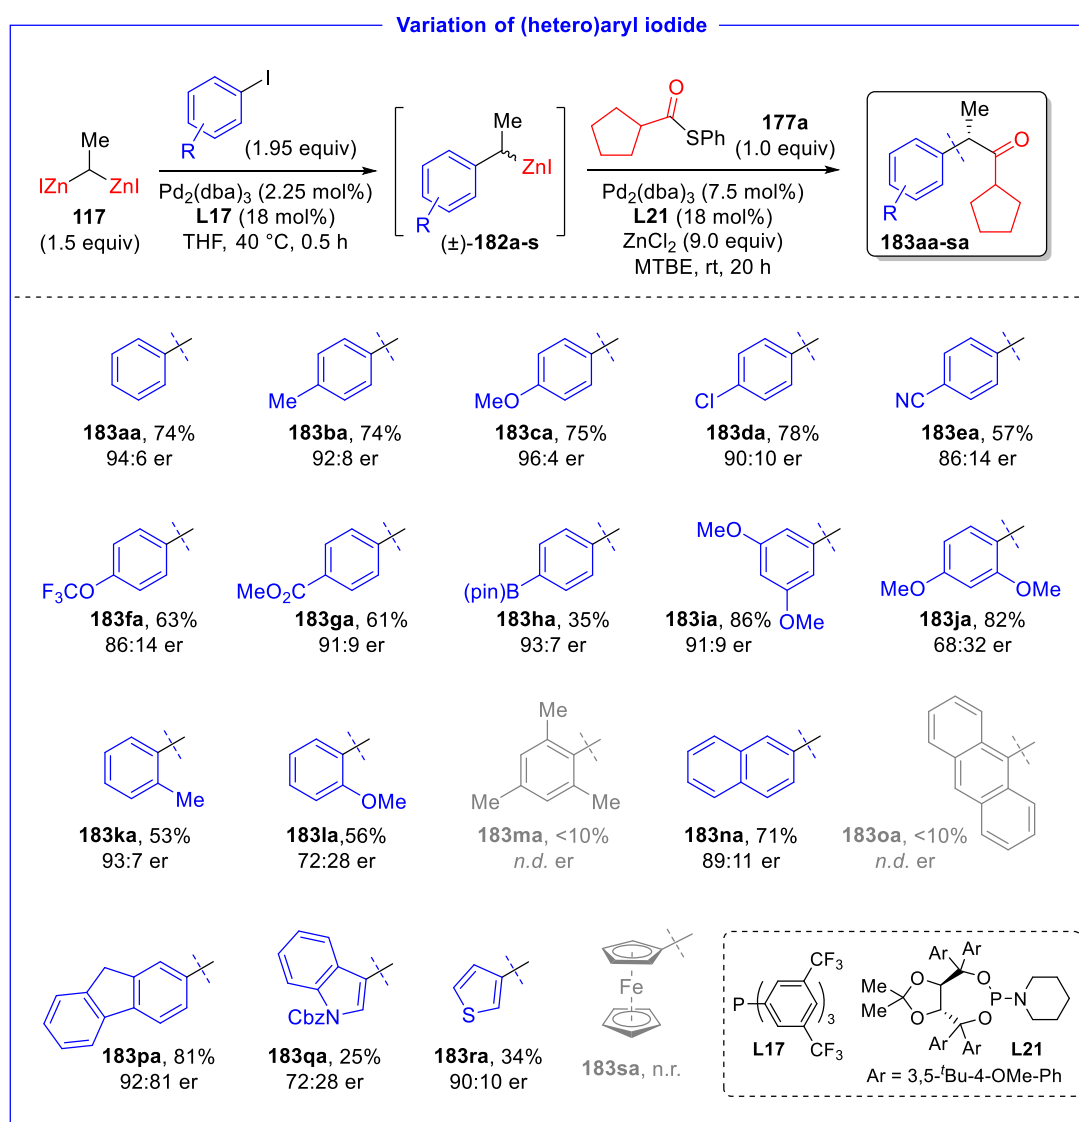 Variation of (hetero)aryl iodide
Me
IZn
ZnI
117
(1.5 equiv)
I
R
(1.95 equiv)
Pd2(dba)3 (2.25 mol%)
L17 (18 mol%)
THF, 40 °C, 0.5 h
Me
ZnI
R
(±)-182a-s
O
SPh
177a
(1.0 equiv)
Pd2(dba)3 (7.5 mol%)
L21 (18 mol%)
ZnCl2 (9.0 equiv)
MTBE, rt, 20 h
Me
O
R
183aa-sa
183aa, 74%
94:6 er
Me
183ba, 74%
92:8 er
MeO
183ca, 75%
96:4 er
Cl
183da, 78%
90:10 er
NC
183ea, 57%
86:14 er
F3C
O
183fa, 63%
86:14 er
MeO2C
183ga, 61%
91:9 er
(pin)B
183ha, 35%
93:7 er
MeO
OMe
183ia, 86%
91:9 er
MeO
OMe
183ja, 82%
68:32 er
Me
183ka, 53%
93:7 er
OMe
183la,56%
72:28 er
Me
Me
Me
183ma, <10%
n.d. er
183na, 71%
89:11 er
183oa, <10%
n.d. er
183pa, 81%
92:81 er
CbzN
183qa, 25%
72:28 er
S
183ra, 34%
90:10 er
Fe
183sa, n.r.
CF3
P
3
CF3
L17
Ar
Ar
Me
Me
O
O
O
P
N
O
Ar
Ar
L21
Ar = 3,5-tBu-4-OMe-Ph